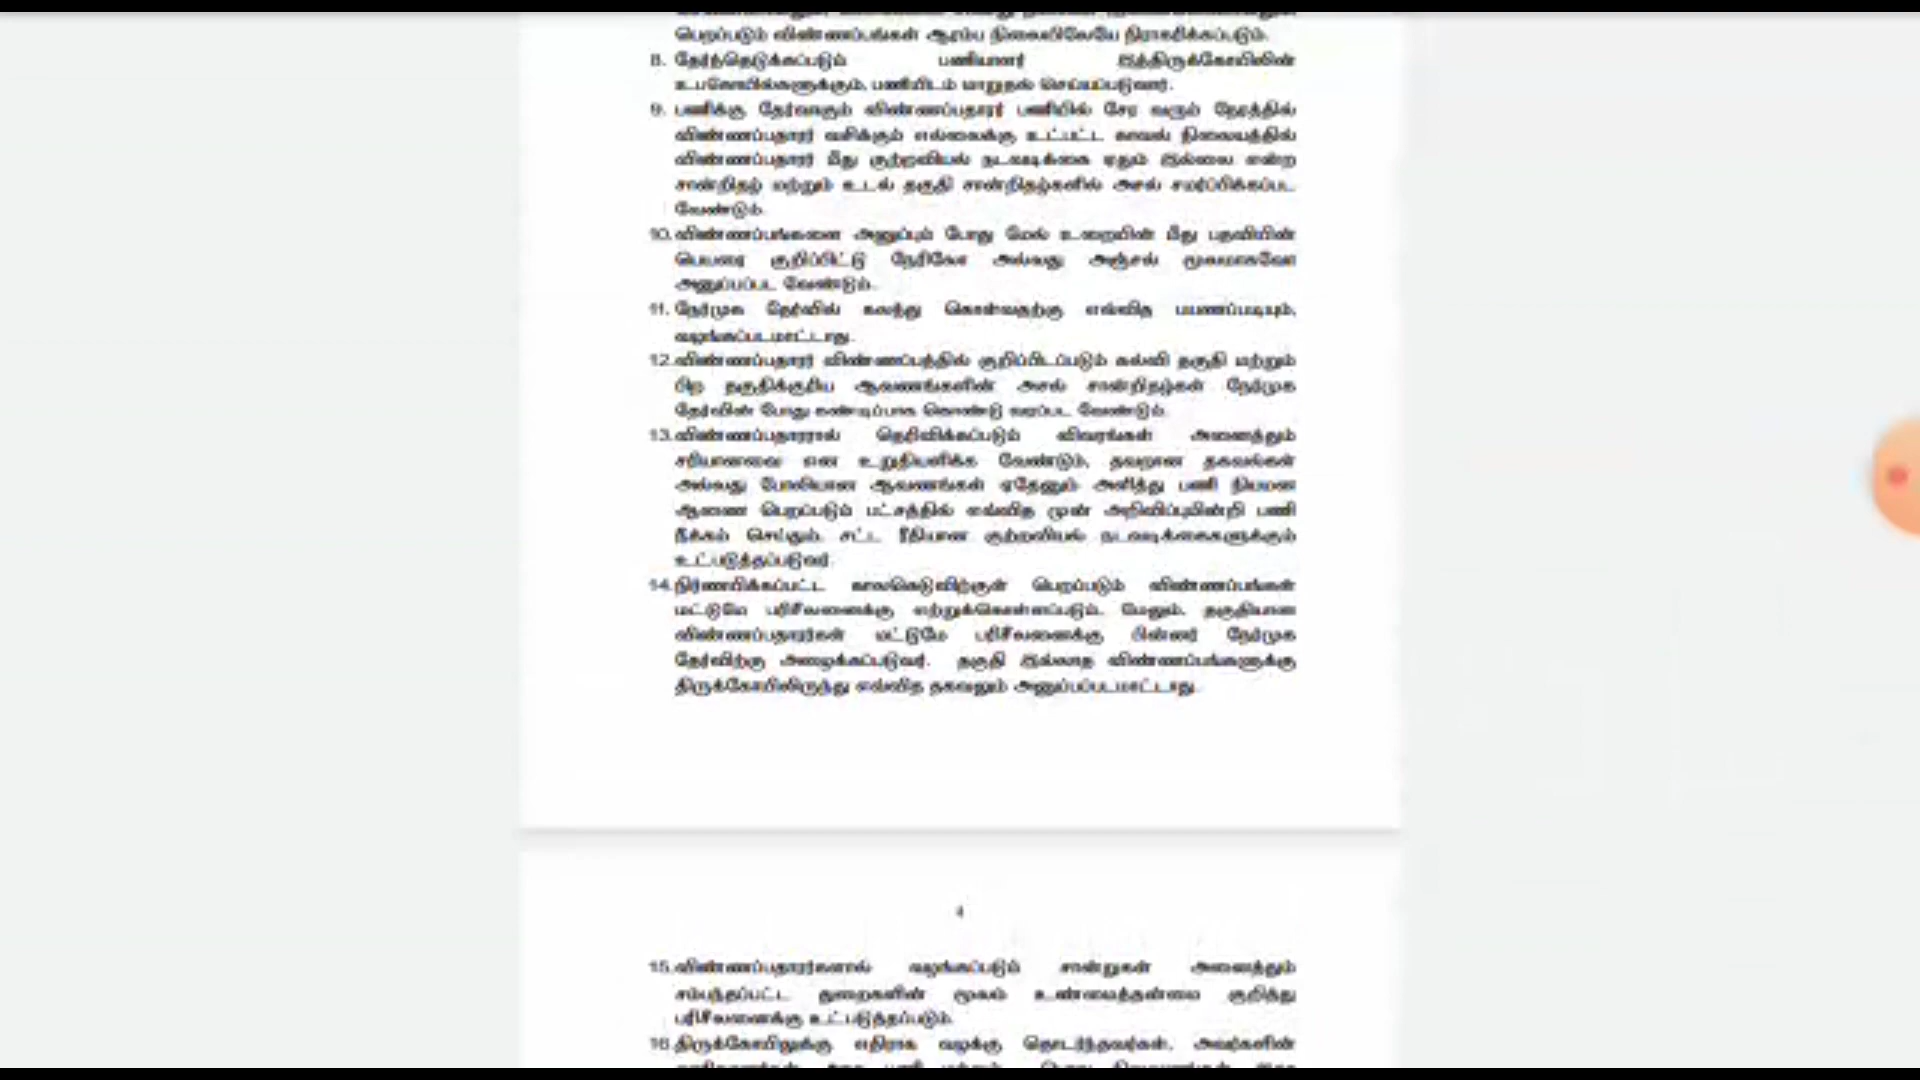 பெறப்படும் விண்ணப்பங்கள் ஆரம்ப நிலையிலேயே நிராகரிக்கப்படும்.
8. தேர்ந்தெடுக்கப்படும் பணியாளர் இத்திருக்கோயிலின்
உபகோயில்களுக்கும், பணியிடம் மாறுதல் செய்யப்படுவார்.
9. பணிக்கு தேர்வாகும் விண்ணப்பதாரர் பணியில் சேர வரும் நேரத்தில்
விண்ணப்பதாரர் வசிக்கும் எல்லைக்கு உட்பட்ட காவல் நிலையத்தில்
விண்ணப்பதாரர் மீது குற்றவியல் நடவடிக்கை ஏதும் இல்லை என்ற
சான்றிதழ் மற்றும் உடல் தகுதி சான்றிதழ்களில் அசல் சமர்ப்பிக்கப்பட
வேண்டும்.
10. விண்ணப்பங்களை அனுப்பும் போது மேல் உறையின் மீது பதவியின்
பெயரை குறிப்பிட்டு நேரிலோ அல்லது அஞ்சல் மூலமாகவோ
அனுப்பப்பட வேண்டும்.
11. நேர்முக தேர்வில் கலந்து கொள்வதற்கு எவ்வித பயணப்படியும்,
வழங்கப்படமாட்டாது.
12. விண்ணப்பதாரர் விண்ணப்பத்தில் குறிப்பிடப்படும் கல்வி தகுதி மற்றும்
பிற தகுதிக்குரிய ஆவணங்களின் அசல் சான்றிதழ்கள் நேர்முக
தேர்வின் போது கண்டிப்பாக கொண்டு வரப்பட வேண்டும்.
13. விண்ணப்பதாரரால் தெரிவிக்கப்படும் விவரங்கள் அனைத்தும்
சரியானவை என உறுதியளிக்க வேண்டும், தவறான தகவல்கள்
அல்லது போலியான ஆவணங்கள் ஏதேனும் அளித்து பணி நியமன
ஆணை பெறப்படும் பட்சத்தில் எவ்வித முன் அறிவிப்புமின்றி பணி
நீக்கம் செய்தும், சட்ட ரீதியான குற்றவியல் நடவடிக்கைகளுக்கும்
உட்படுத்தப்படுவர்.
14. நிர்ணயிக்கப்பட்ட காலகெடுவிற்குள் பெறப்படும் விண்ணப்பங்கள்
மட்டுமே பரிசீலனைக்கு ஏற்றுக்கொள்ளப்படும். மேலும், தகுதியான
விண்ணப்பதாரர்கள் மட்டுமே பரிசீலனைக்கு பின்னர் நேர்முக
தேர்விற்கு அழைக்கப்படுவர். தகுதி இல்லாத விண்ணப்பங்களுக்கு
திருக்கோயிலிருந்து எவ்வித தகவலும் அனுப்பப்படமாட்டாது.
4
15. விண்ணப்பதாரர்களால் வழங்கப்படும் சான்றுகள் அனைத்தும்
சம்பந்தப்பட்ட துறைகளின் மூலம் உண்மைத்தன்மை குறித்து
பரிசீலனைக்கு உட்படுத்தப்படும்.
16. திருக்கோயிலுக்கு எதிராக வழக்கு தொடர்ந்தவர்கள், அவர்களின்